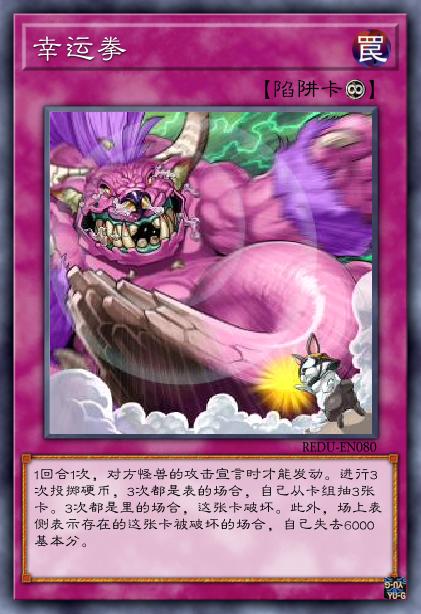 幸运拳
罠
【陷阱卡♾】
REDU-EN080
1回合1次，对方怪兽的攻击宣言时才能发动。进行3
次投掷硬币，3次都是表的场合，自己从卡组抽3张
卡。3次都是里的场合，这张卡破坏。此外，场上表
侧表示存在的这张卡被破坏的场合，自己失去6000
基本分。
YU-G